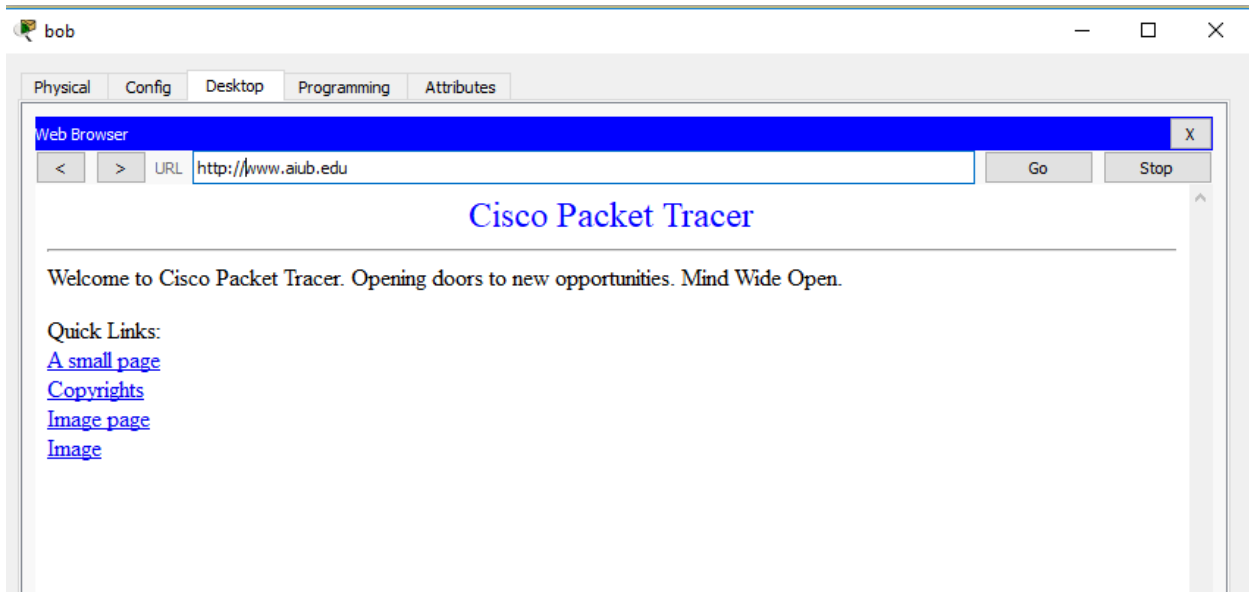 bob
Physical Config Desktop Programming Attributes
Web Browser X
< > URL http://www.aiub.edu Go Stop
Cisco Packet Tracer
Welcome to Cisco Packet Tracer. Opening doors to new opportunities. Mind Wide Open.
Quick Links:
A small page
Copyrights
Image page
Image